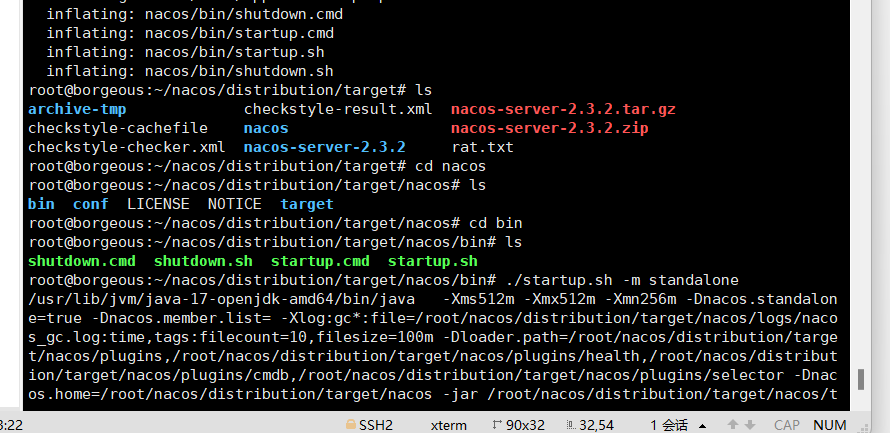 inflating: nacos/bin/shutdown.cmd
inflating: nacos/bin/startup.cmd
inflating: nacos/bin/startup.sh
inflating: nacos/bin/shutdown.sh
root@borgeous:~/nacos/distribution/target# ls
archive-tmp checkstyle-result.xml nacos-server-2.3.2.tar.gz
checkstyle-cachefile nacos nacos-server-2.3.2.zip
checkstyle-checker.xml nacos-server-2.3.2 rat.txt
root@borgeous:~/nacos/distribution/target# cd nacos
root@borgeous:~/nacos/distribution/target/nacos# ls
bin conf LICENSE NOTICE target
root@borgeous:~/nacos/distribution/target/nacos# cd bin
root@borgeous:~/nacos/distribution/target/nacos/bin# ls
shutdown.cmd shutdown.sh startup.cmd startup.sh
root@borgeous:~/nacos/distribution/target/nacos/bin# ./startup.sh -m standalone
/usr/lib/jvm/java-17-openjdk-amd64/bin/java -Xms512m -Xmx512m -Xmn256m -Dnacos.standalon
e=true -Dnacos.member.list= -Xlog:gc*:file=/root/nacos/distribution/target/nacos/logs/naco
s_gc.log:time,tags:filecount=10,filesize=100m -Dloader.path=/root/nacos/distribution/targe
t/nacos/plugins,/root/nacos/distribution/target/nacos/plugins/health,/root/nacos/distribut
ion/target/nacos/plugins/cmdb,/root/nacos/distribution/target/nacos/plugins/selector -Dnac
os.home=/root/nacos/distribution/target/nacos -jar /root/nacos/distribution/target/nacos/t
3:22 SSH2 xterm 90x32 32,54 1 会话 CAP NUM